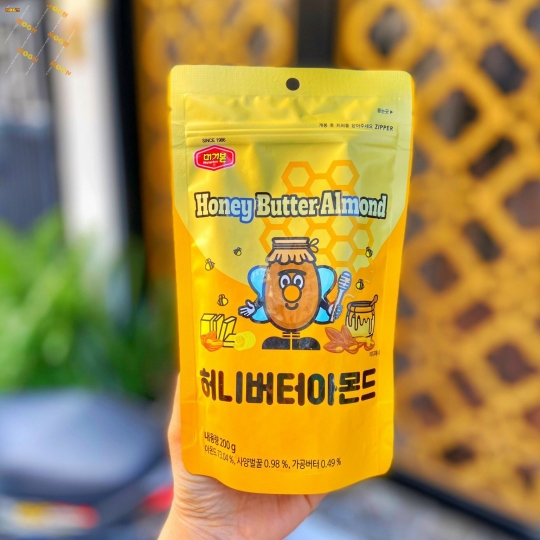 SINCE 1986
머거본
Honey Butter Almond
허니버터아몬드
내용량 200 g
아몬드 73.04 %, 사양벌꿀 0.98 %, 가공버터 0.49 %
ZIPPER